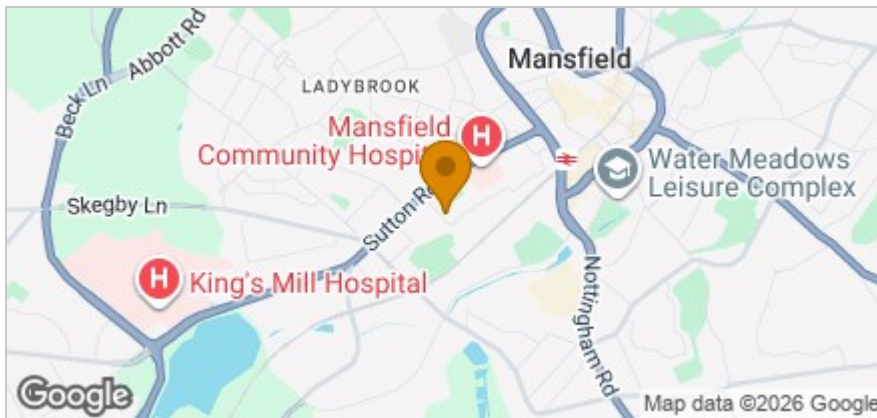 Abbott Rd
Beck Ln
LADYBROOK
Mansfield
Mansfield
Community Hospit
H
Water Meadows
Leisure Complex
Skegby Ln
Sutton Rd
H
King's Mill Hospital
Nottingham Rd
Google
Map data ©2026 Google